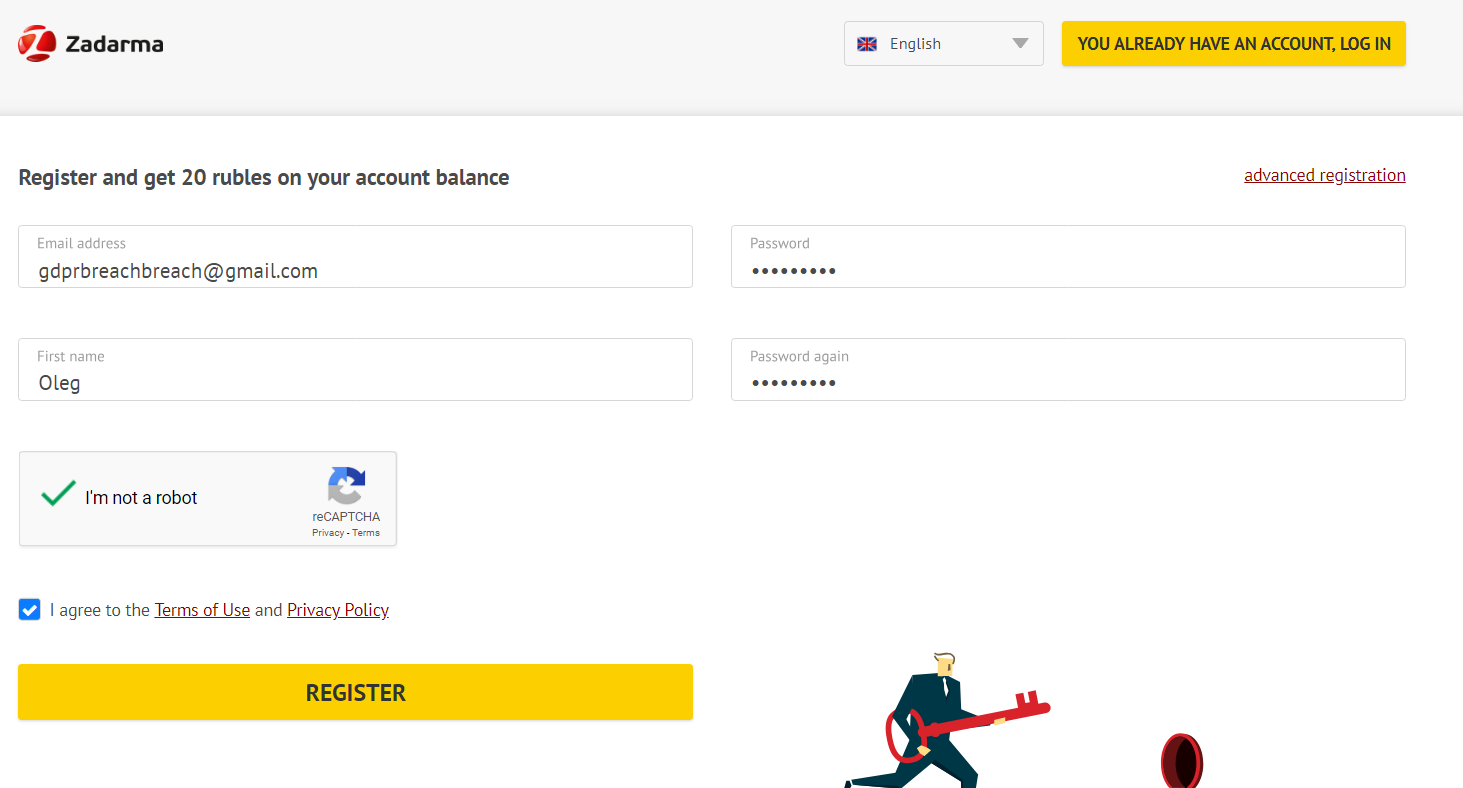 Zadarma
English
YOU ALREADY HAVE AN ACCOUNT, LOG IN
Register and get 20 rubles on your account balance
advanced registration
Email address
gdprbreachbreach@gmail.com
Password
•••••••••
First name
Oleg
Password again
•••••••••
I'm not a robot
reCAPTCHA
Privacy - Terms
I agree to the Terms of Use and Privacy Policy
REGISTER